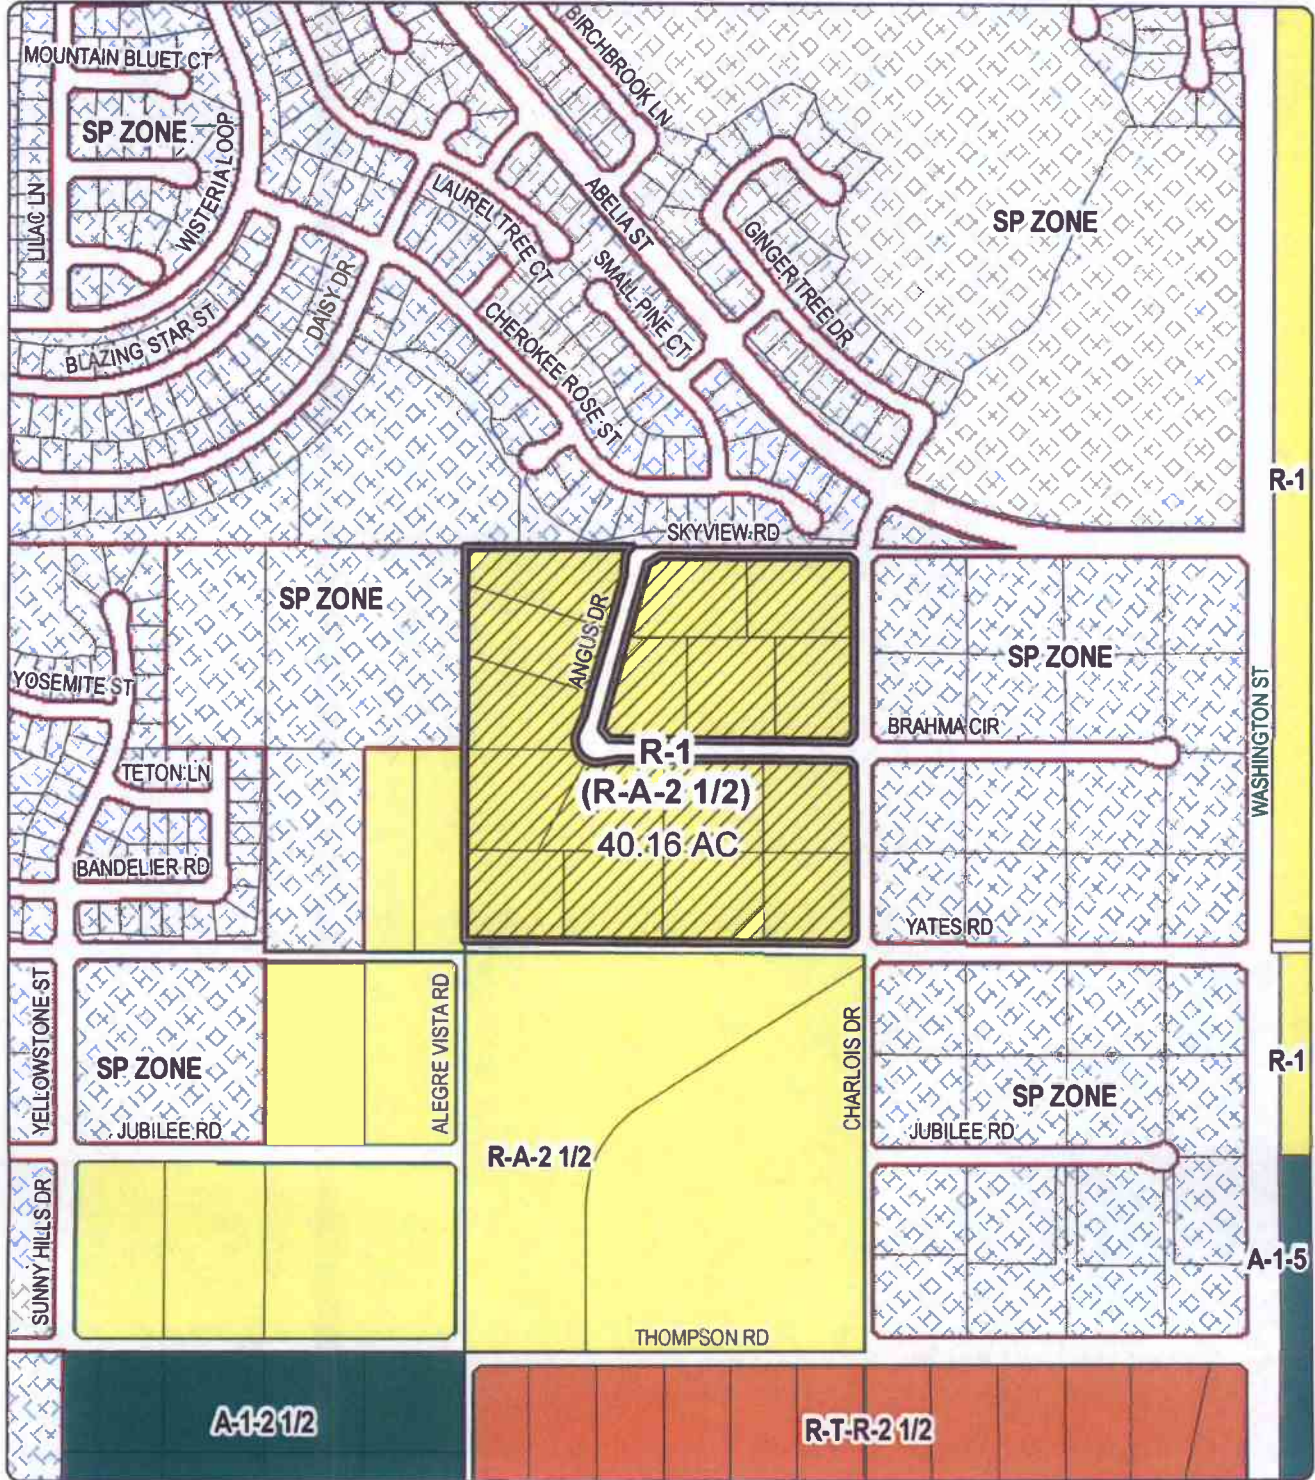 BIRCHBROOK LN
MOUNTAIN BLUET CT
SP ZONE
WISTERIA LOOP
LILAC LN
LAUREL TREE CT
ABELIA ST
SP ZONE
GINGER TREE DR
SMALL PINE CT
DAISY DR
BLAZING STAR ST
CHEROKEE ROSE ST
R-1
SKYVIEW RD
SP ZONE
ANGUS DR
SP ZONE
YOSEMITE ST
BRAHMA CIR
WASHINGTON ST
R-1
(R-A-2 1/2)
40.16 AC
TETON LN
BANDELIER RD
YATES RD
YELLOWSTONE ST
SP ZONE
ALEGRE VISTA RD
CHARLOIS DR
R-1
SP ZONE
JUBILEE RD
JUBILEE RD
R-A-2 1/2
SUNNY HILLS DR
A-1-5
THOMPSON RD
A-1-2 1/2
R-T-R-2 1/2